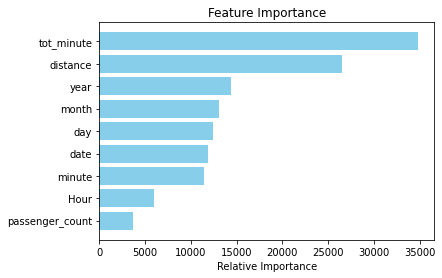 Feature Importance
tot_minute
distance
year
month
day
date
minute
Hour
passenger_count
0 5000 10000 15000 20000 25000 30000 35000
Relative Importance